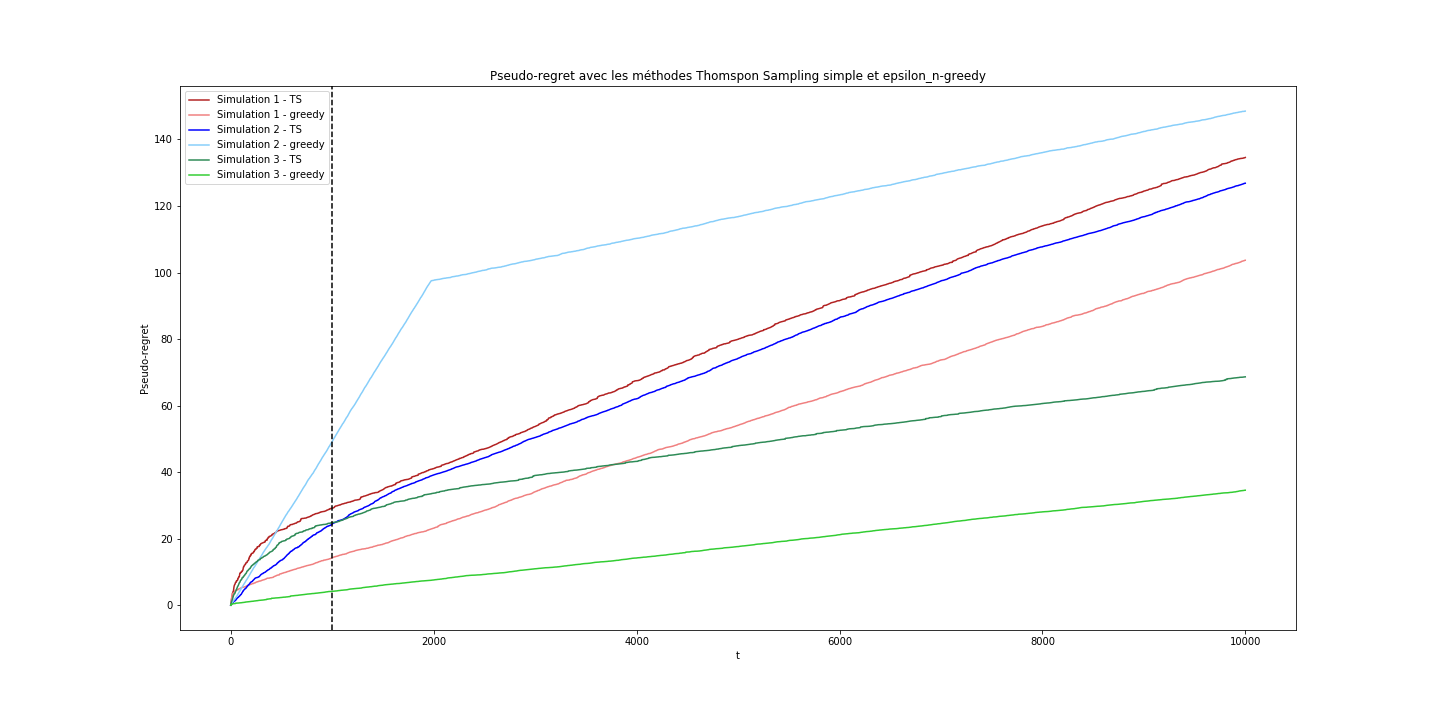 Pseudo-regret avec les méthodes Thomspon Sampling simple et epsilon_n-greedy
Simulation 1 - TS
Simulation 1 - greedy
Simulation 2 - TS
Simulation 2 - greedy
Simulation 3 - TS
Simulation 3 - greedy
Pseudo-regret
140
120
100
80
60
40
20
0
0
2000
4000
6000
8000
10000
t